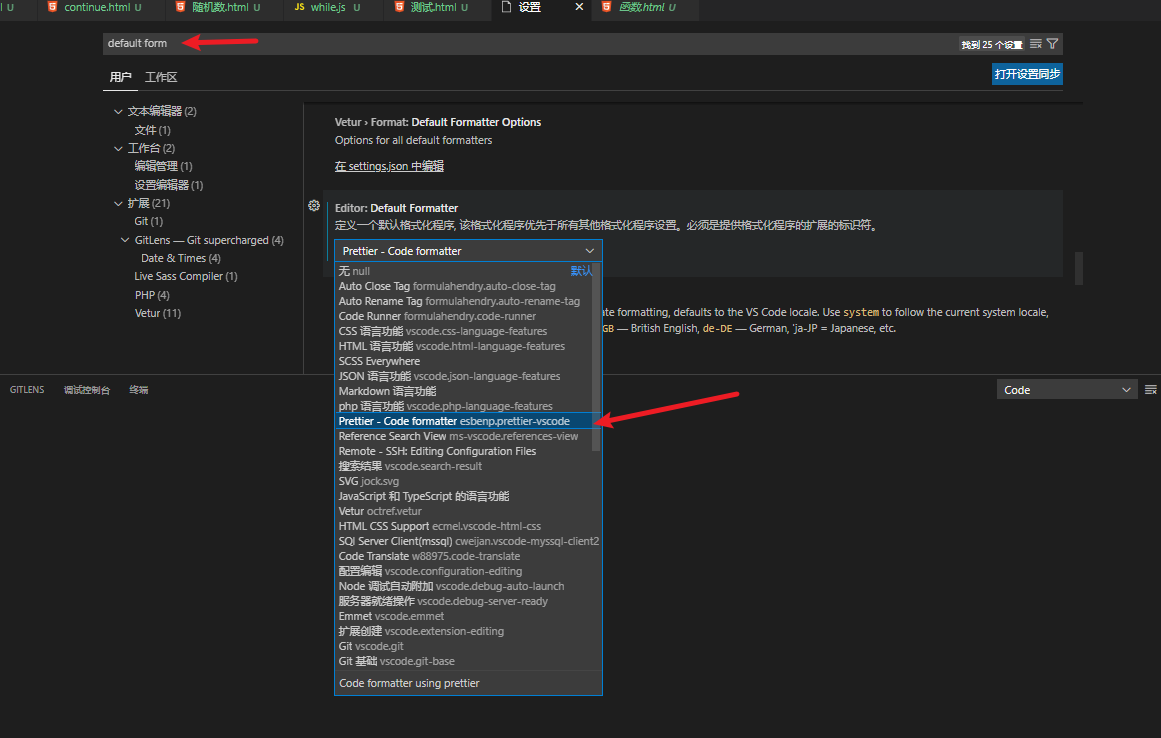 U continue.html U 随机数.html U JS while.js U 测试.html U 设置 函数.html U
default form
找到 25 个设置
用户 工作区
打开设置同步
文本编辑器 (2)
文件 (1)
工作台 (2)
编辑管理 (1)
设置编辑器 (1)
扩展 (21)
Git (1)
GitLens — Git supercharged (4)
Date & Times (4)
Live Sass Compiler (1)
PHP (4)
Vetur (11)
Vetur › Format: Default Formatter Options
Options for all default formatters
在 settings.json 中编辑
Editor: Default Formatter
定义一个默认格式化程序, 该格式化程序优先于所有其他格式化程序设置。必须是提供格式化程序的扩展的标识符。
Prettier - Code formatter
无 null 默认
Auto Close Tag formulahendry.auto-close-tag
Auto Rename Tag formulahendry.auto-rename-tag
Code Runner formulahendry.code-runner
CSS 语言功能 vscode.css-language-features
HTML 语言功能 vscode.html-language-features
SCSS Everywhere
JSON 语言功能 vscode.json-language-features
Markdown 语言功能
php 语言功能 vscode.php-language-features
Prettier - Code formatter esbenp.prettier-vscode
Reference Search View ms-vscode.references-view
Remote - SSH: Editing Configuration Files
搜索结果 vscode.search-result
SVG jock.svg
JavaScript 和 TypeScript 的语言功能
Vetur octref.vetur
HTML CSS Support ecmel.vscode-html-css
SQl Server Client(mssql) cweijan.vscode-myssql-client2
Code Translate w88975.code-translate
配置编辑 vscode.configuration-editing
Node 调试自动附加 vscode.debug-auto-launch
服务器就绪操作 vscode.debug-server-ready
Emmet vscode.emmet
扩展创建 vscode.extension-editing
Git vscode.git
Git 基础 vscode.git-base
Code formatter using prettier
te formatting, defaults to the VS Code locale. Use system to follow the current system locale,
GB — British English, de-DE — German, 'ja-JP = Japanese, etc.
GITLENS 调试控制台 终端
Code